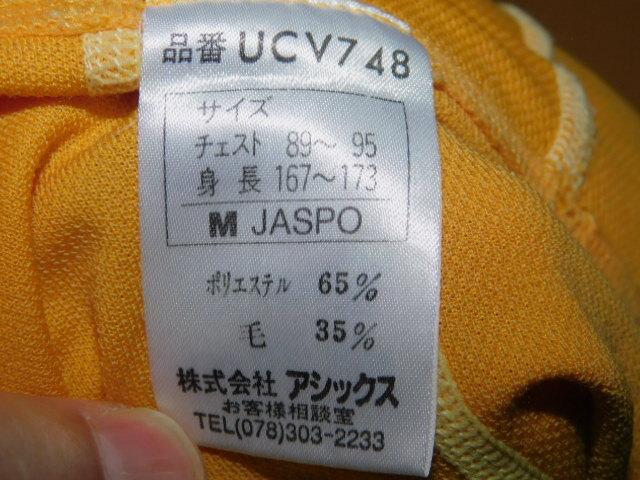 品番 UCV748
サイズ
チェスト 89～95
身長 167～173
M JASPO
ポリエステル 65%
毛 35%
株式会社 アシックス
お客様相談室
TEL(078)303-2233